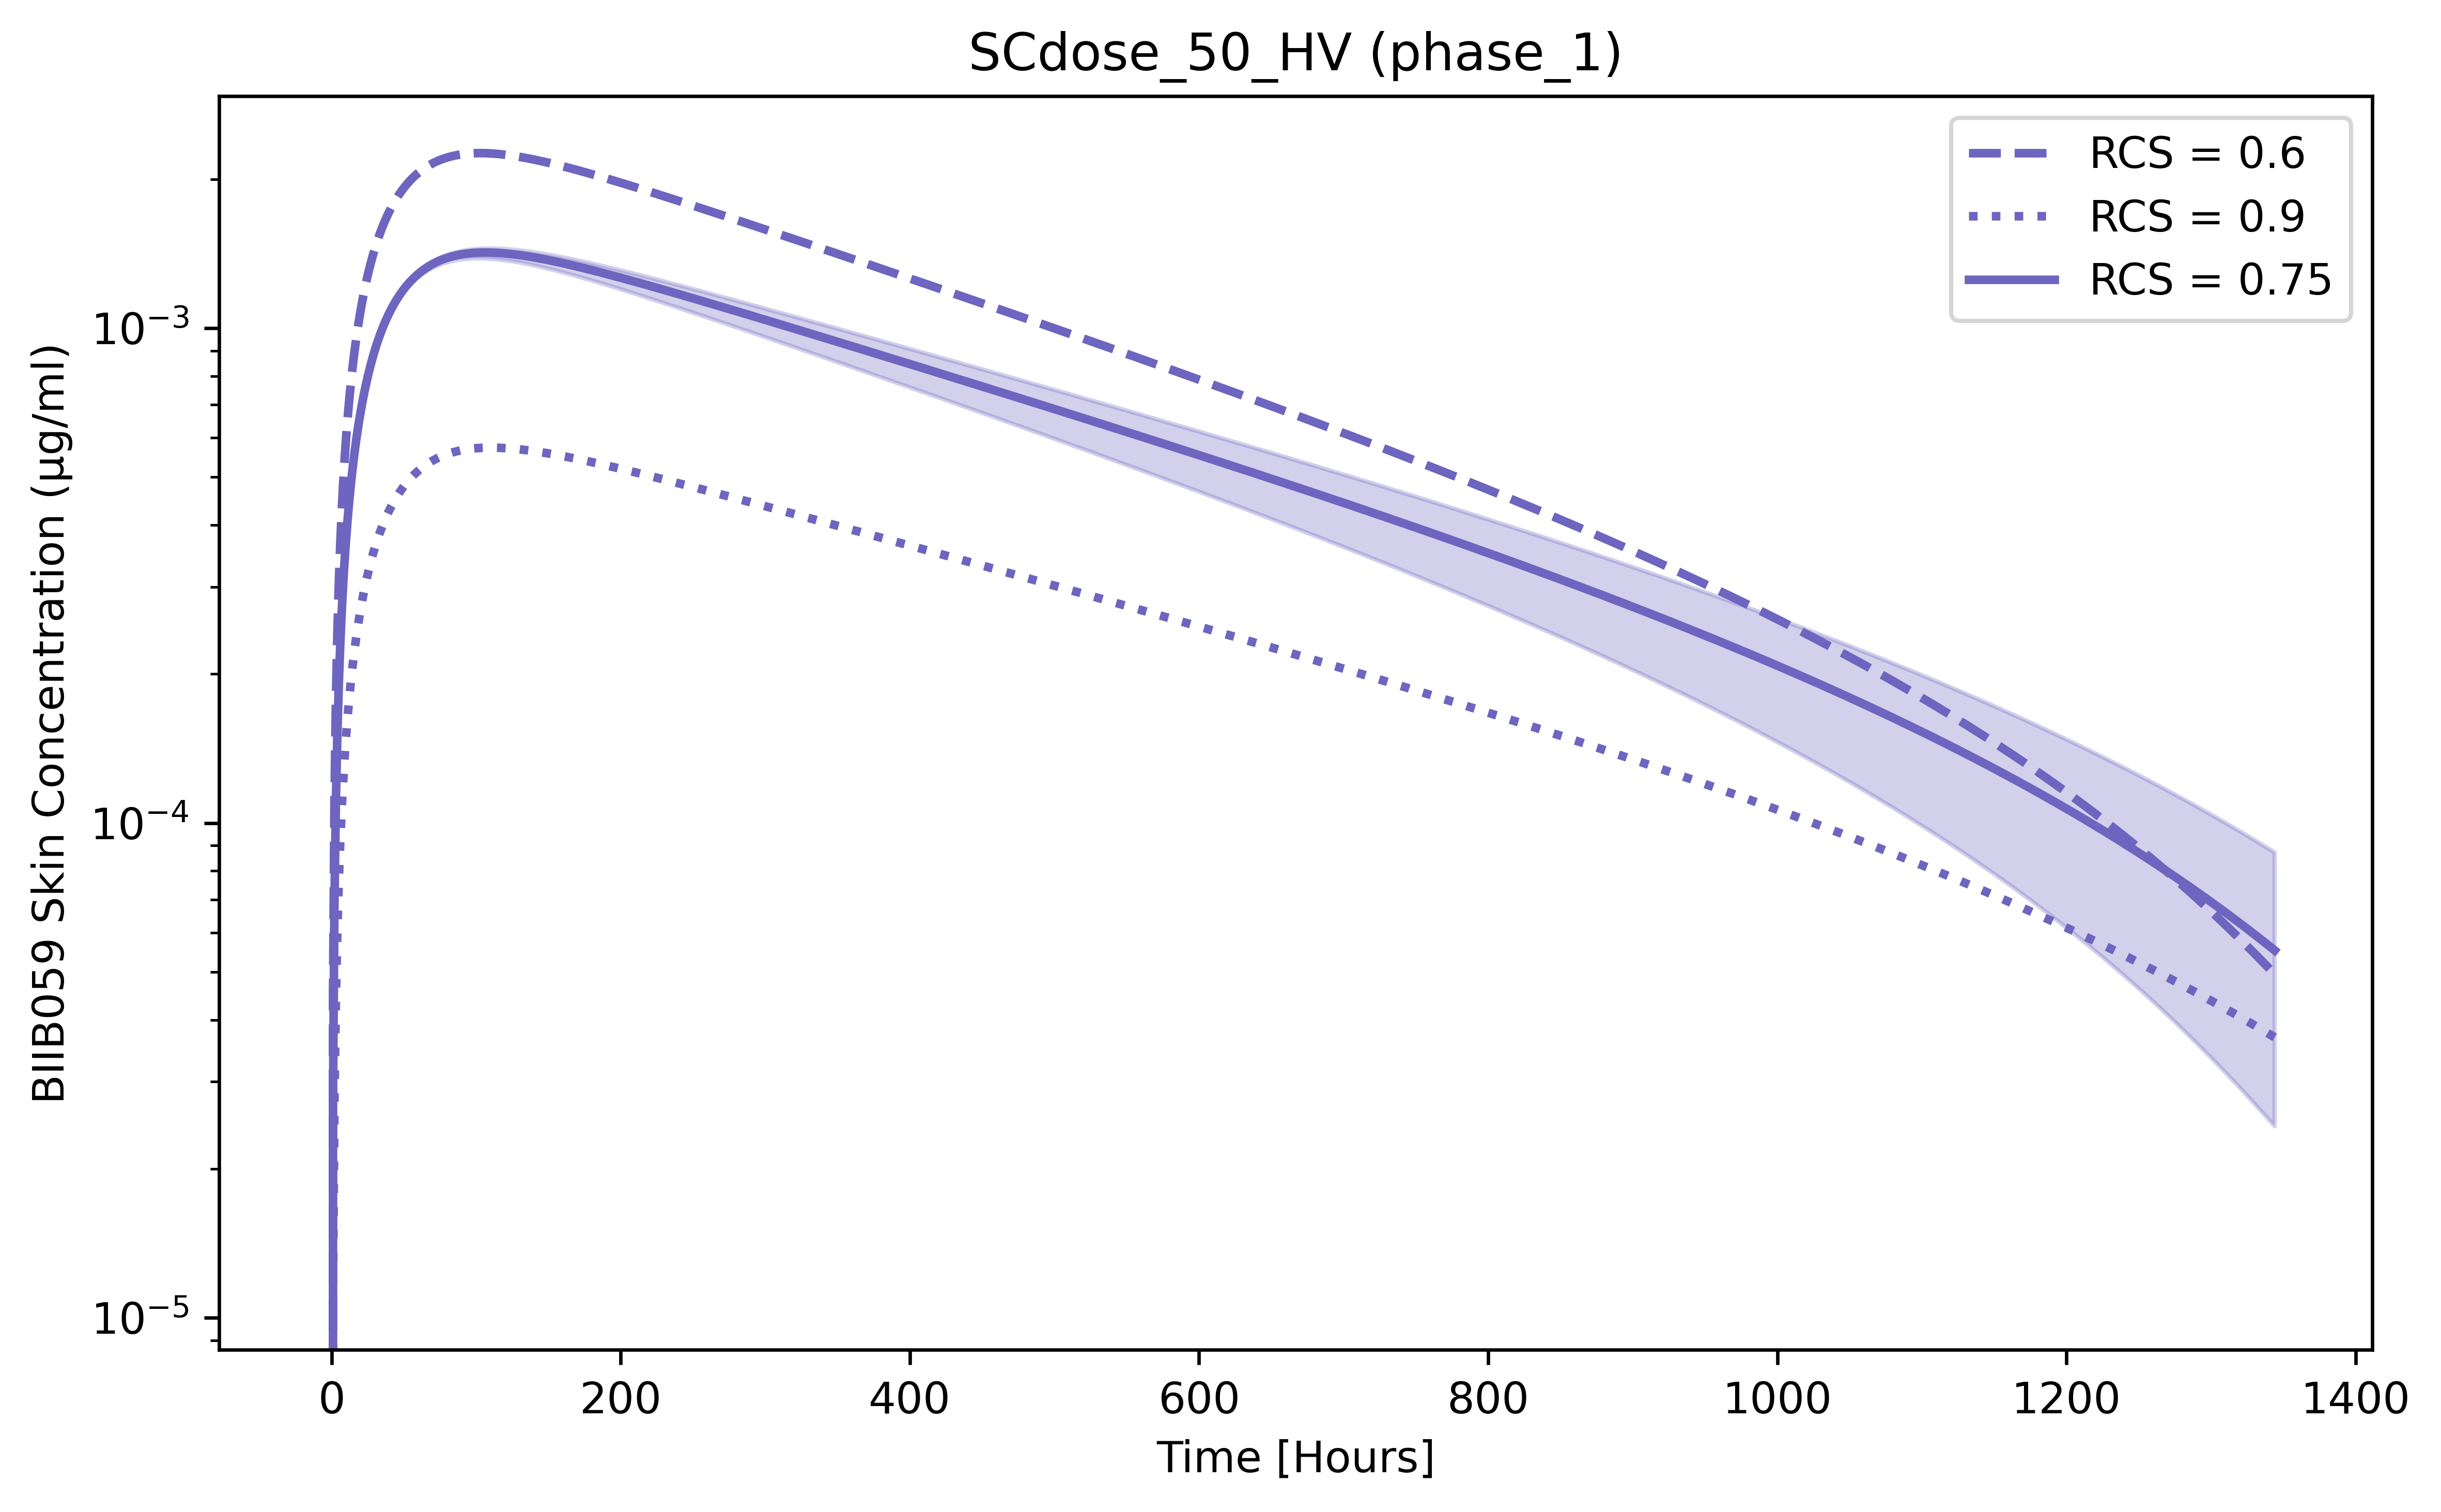 SCdose_50_HV (phase_1)
RCS = 0.6
RCS = 0.9
RCS = 0.75
BIIB059 Skin Concentration (µg/ml)
10⁻³
10⁻⁴
10⁻⁵
0 200 400 600 800 1000 1200 1400
Time [Hours]